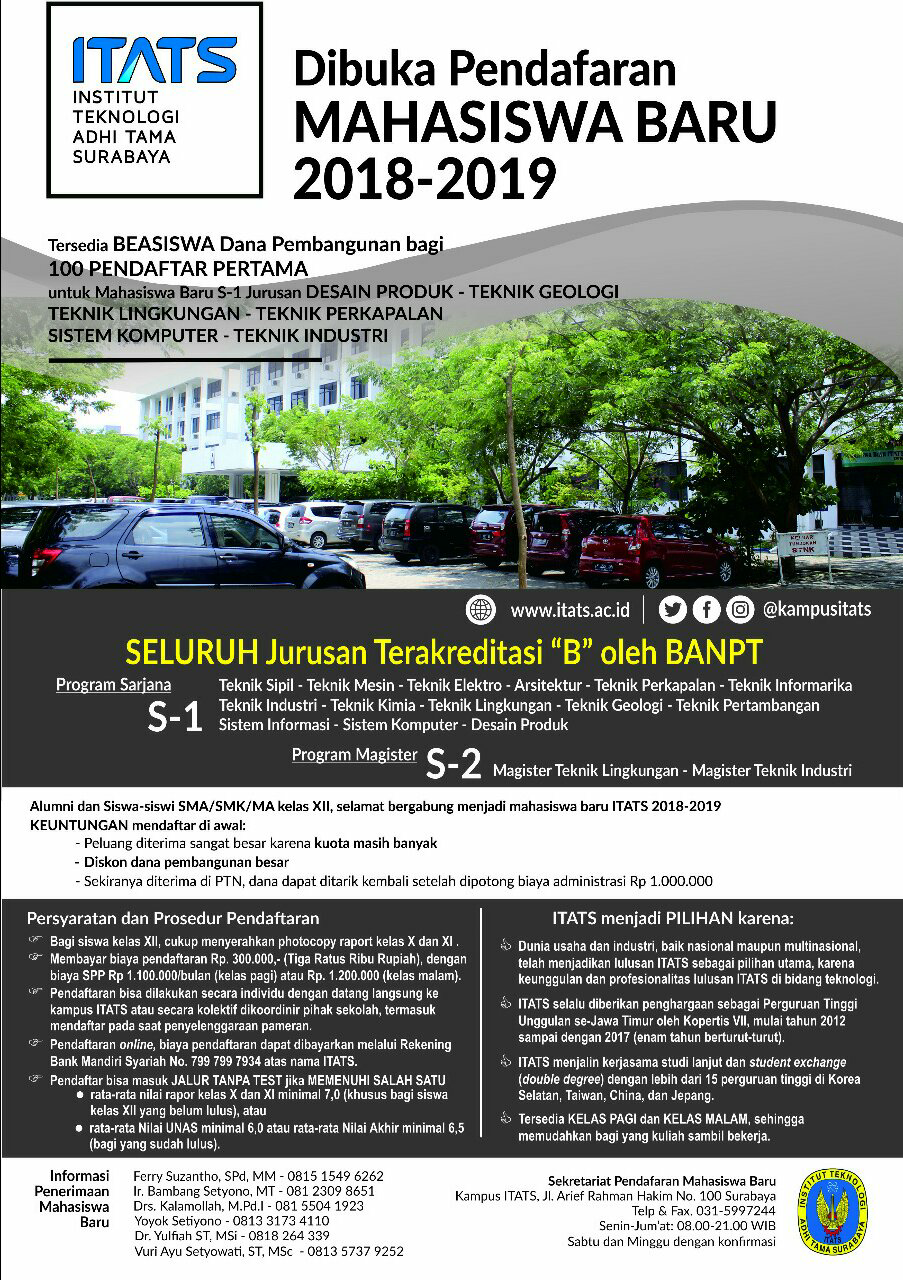 ITATS
INSTITUT
TEKNOLOGI
ADHI TAMA
SURABAYA
Dibuka Pendafaran
MAHASISWA BARU
2018-2019
Tersedia BEASISWA Dana Pembangunan bagi
100 PENDAFTAR PERTAMA
untuk Mahasiswa Baru S-1 Jurusan DESAIN PRODUK - TEKNIK GEOLOGI
TEKNIK LINGKUNGAN - TEKNIK PERKAPALAN
SISTEM KOMPUTER - TEKNIK INDUSTRI
KELUAR
TUNJUKAN
STNK
www.itats.ac.id
@kampusitats
SELURUH Jurusan Terakreditasi “B” oleh BANPT
Program Sarjana
S-1
Teknik Sipil - Teknik Mesin - Teknik Elektro - Arsitektur - Teknik Perkapalan - Teknik Informarika
Teknik Industri - Teknik Kimia - Teknik Lingkungan - Teknik Geologi - Teknik Pertambangan
Sistem Informasi - Sistem Komputer - Desain Produk
Program Magister
S-2
Magister Teknik Lingkungan - Magister Teknik Industri
Alumni dan Siswa-siswi SMA/SMK/MA kelas XII, selamat bergabung menjadi mahasiswa baru ITATS 2018-2019
KEUNTUNGAN mendaftar di awal:
- Peluang diterima sangat besar karena kuota masih banyak
- Diskon dana pembangunan besar
- Sekiranya diterima di PTN, dana dapat ditarik kembali setelah dipotong biaya administrasi Rp 1.000.000
Persyaratan dan Prosedur Pendaftaran
Bagi siswa kelas XII, cukup menyerahkan photocopy raport kelas X dan XI .
Membayar biaya pendaftaran Rp. 300.000,- (Tiga Ratus Ribu Rupiah), dengan
biaya SPP Rp 1.100.000/bulan (kelas pagi) atau Rp. 1.200.000 (kelas malam).
Pendaftaran bisa dilakukan secara individu dengan datang langsung ke
kampus ITATS atau secara kolektif dikoordinir pihak sekolah, termasuk
mendaftar pada saat penyelenggaraan pameran.
Pendaftaran online, biaya pendaftaran dapat dibayarkan melalui Rekening
Bank Mandiri Syariah No. 799 799 7934 atas nama ITATS.
Pendaftar bisa masuk JALUR TANPA TEST jika MEMENUHI SALAH SATU
● rata-rata nilai rapor kelas X dan XI minimal 7,0 (khusus bagi siswa
kelas XII yang belum lulus), atau
● rata-rata Nilai UNAS minimal 6,0 atau rata-rata Nilai Akhir minimal 6,5
(bagi yang sudah lulus).
ITATS menjadi PILIHAN karena:
Dunia usaha dan industri, baik nasional maupun multinasional,
telah menjadikan lulusan ITATS sebagai pilihan utama, karena
keunggulan dan profesionalitas lulusan ITATS di bidang teknologi.
ITATS selalu diberikan penghargaan sebagai Perguruan Tinggi
Unggulan se-Jawa Timur oleh Kopertis VII, mulai tahun 2012
sampai dengan 2017 (enam tahun berturut-turut).
ITATS menjalin kerjasama studi lanjut dan student exchange
(double degree) dengan lebih dari 15 perguruan tinggi di Korea
Selatan, Taiwan, China, dan Jepang.
Tersedia KELAS PAGI dan KELAS MALAM, sehingga
memudahkan bagi yang kuliah sambil bekerja.
Informasi
Penerimaan
Mahasiswa
Baru
Ferry Suzantho, SPd, MM - 0815 1549 6262
Ir. Bambang Setyono, MT - 081 2309 8651
Drs. Kalamollah, M.Pd.I - 081 5504 1923
Yoyok Setiyono - 0813 3173 4110
Dr. Yulfiah ST, MSi - 0818 264 339
Vuri Ayu Setyowati, ST, MSc - 0813 5737 9252
Sekretariat Pendafaran Mahasiswa Baru
Kampus ITATS, Jl. Arief Rahman Hakim No. 100 Surabaya
Telp & Fax. 031-5997244
Senin-Jum'at: 08.00-21.00 WIB
Sabtu dan Minggu dengan konfirmasi
INSTITUT TEKNOLOGI
ADHI TAMA SURABAYA
ITATS